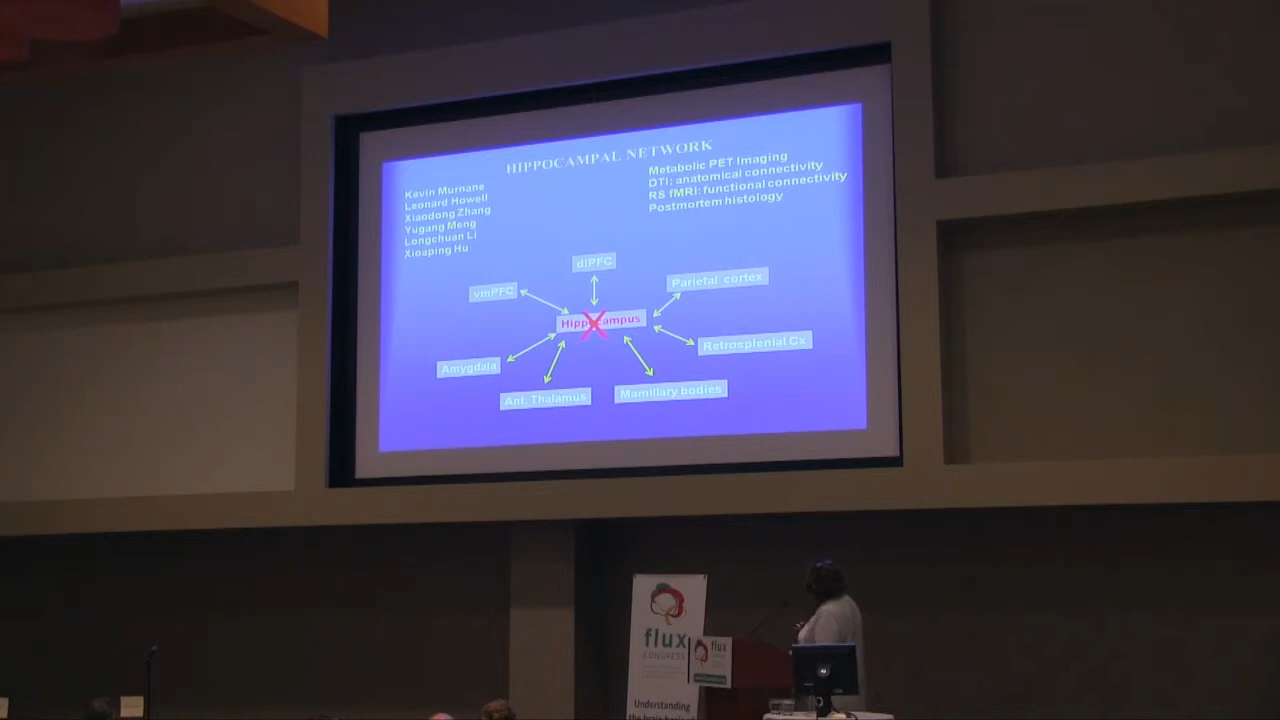 HIPPOCAMPAL NETWORK
Kevin Murnane
Leonard Howell
Xiaodong Zhang
Yugang Meng
Longchuan Li
Xioaping Hu
Metabolic PET Imaging
DTI: anatomical connectivity
RS fMRI: functional connectivity
Postmortem histology
dlPFC
vmPFC
Parietal cortex
Hippocampus
Retrosplenial Cx
Amygdala
Ant. Thalamus
Mamillary bodies
flux
CONGRESS
Understanding
flux